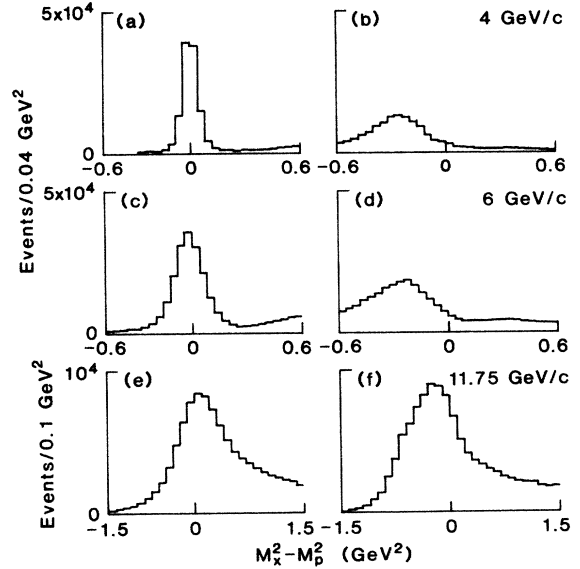 5x10⁴ (a) (b) 4 GeV/c
0
-0.6 0 0.6 -0.6 0 0.6
Events/0.04 GeV²
5x10⁴ (c) (d) 6 GeV/c
0
-0.6 0 0.6 -0.6 0 0.6
10⁴ (e) (f) 11.75 GeV/c
Events/0.1 GeV²
0
-1.5 0 1.5 -1.5 0 1.5
Mₓ²-Mₚ² (GeV²)